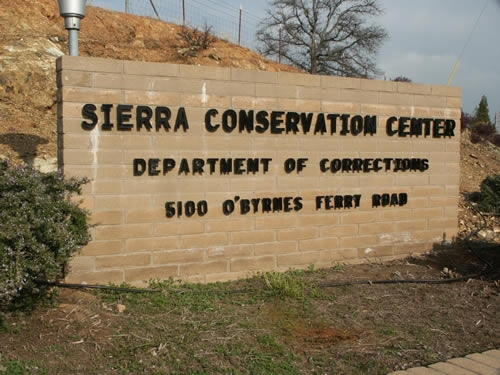 SIERRA CONSERVATION CENTER
DEPARTMENT OF CORRECTIONS
5100 O'BYRNES FERRY ROAD